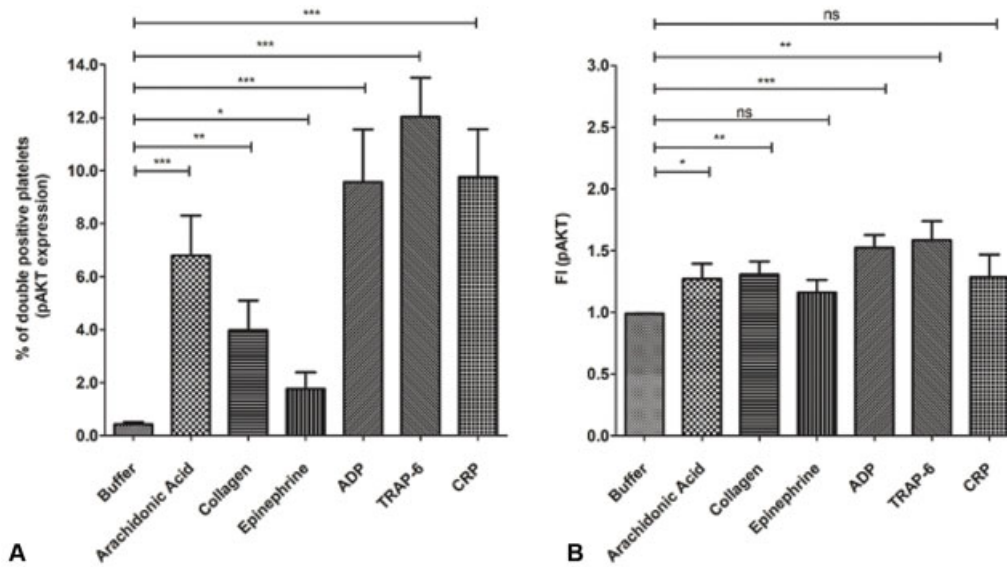 ***
***
***
*
**
***
14.0
12.0
10.0
8.0
6.0
4.0
2.0
0.0
% of double positive platelets
(pAKT expression)
Buffer
Arachidonic Acid
Collagen
Epinephrine
ADP
TRAP-6
CRP
A
ns
**
***
ns
**
*
3.0
2.5
2.0
1.5
1.0
0.5
0.0
FI (pAKT)
Buffer
Arachidonic Acid
Collagen
Epinephrine
ADP
TRAP-6
CRP
B